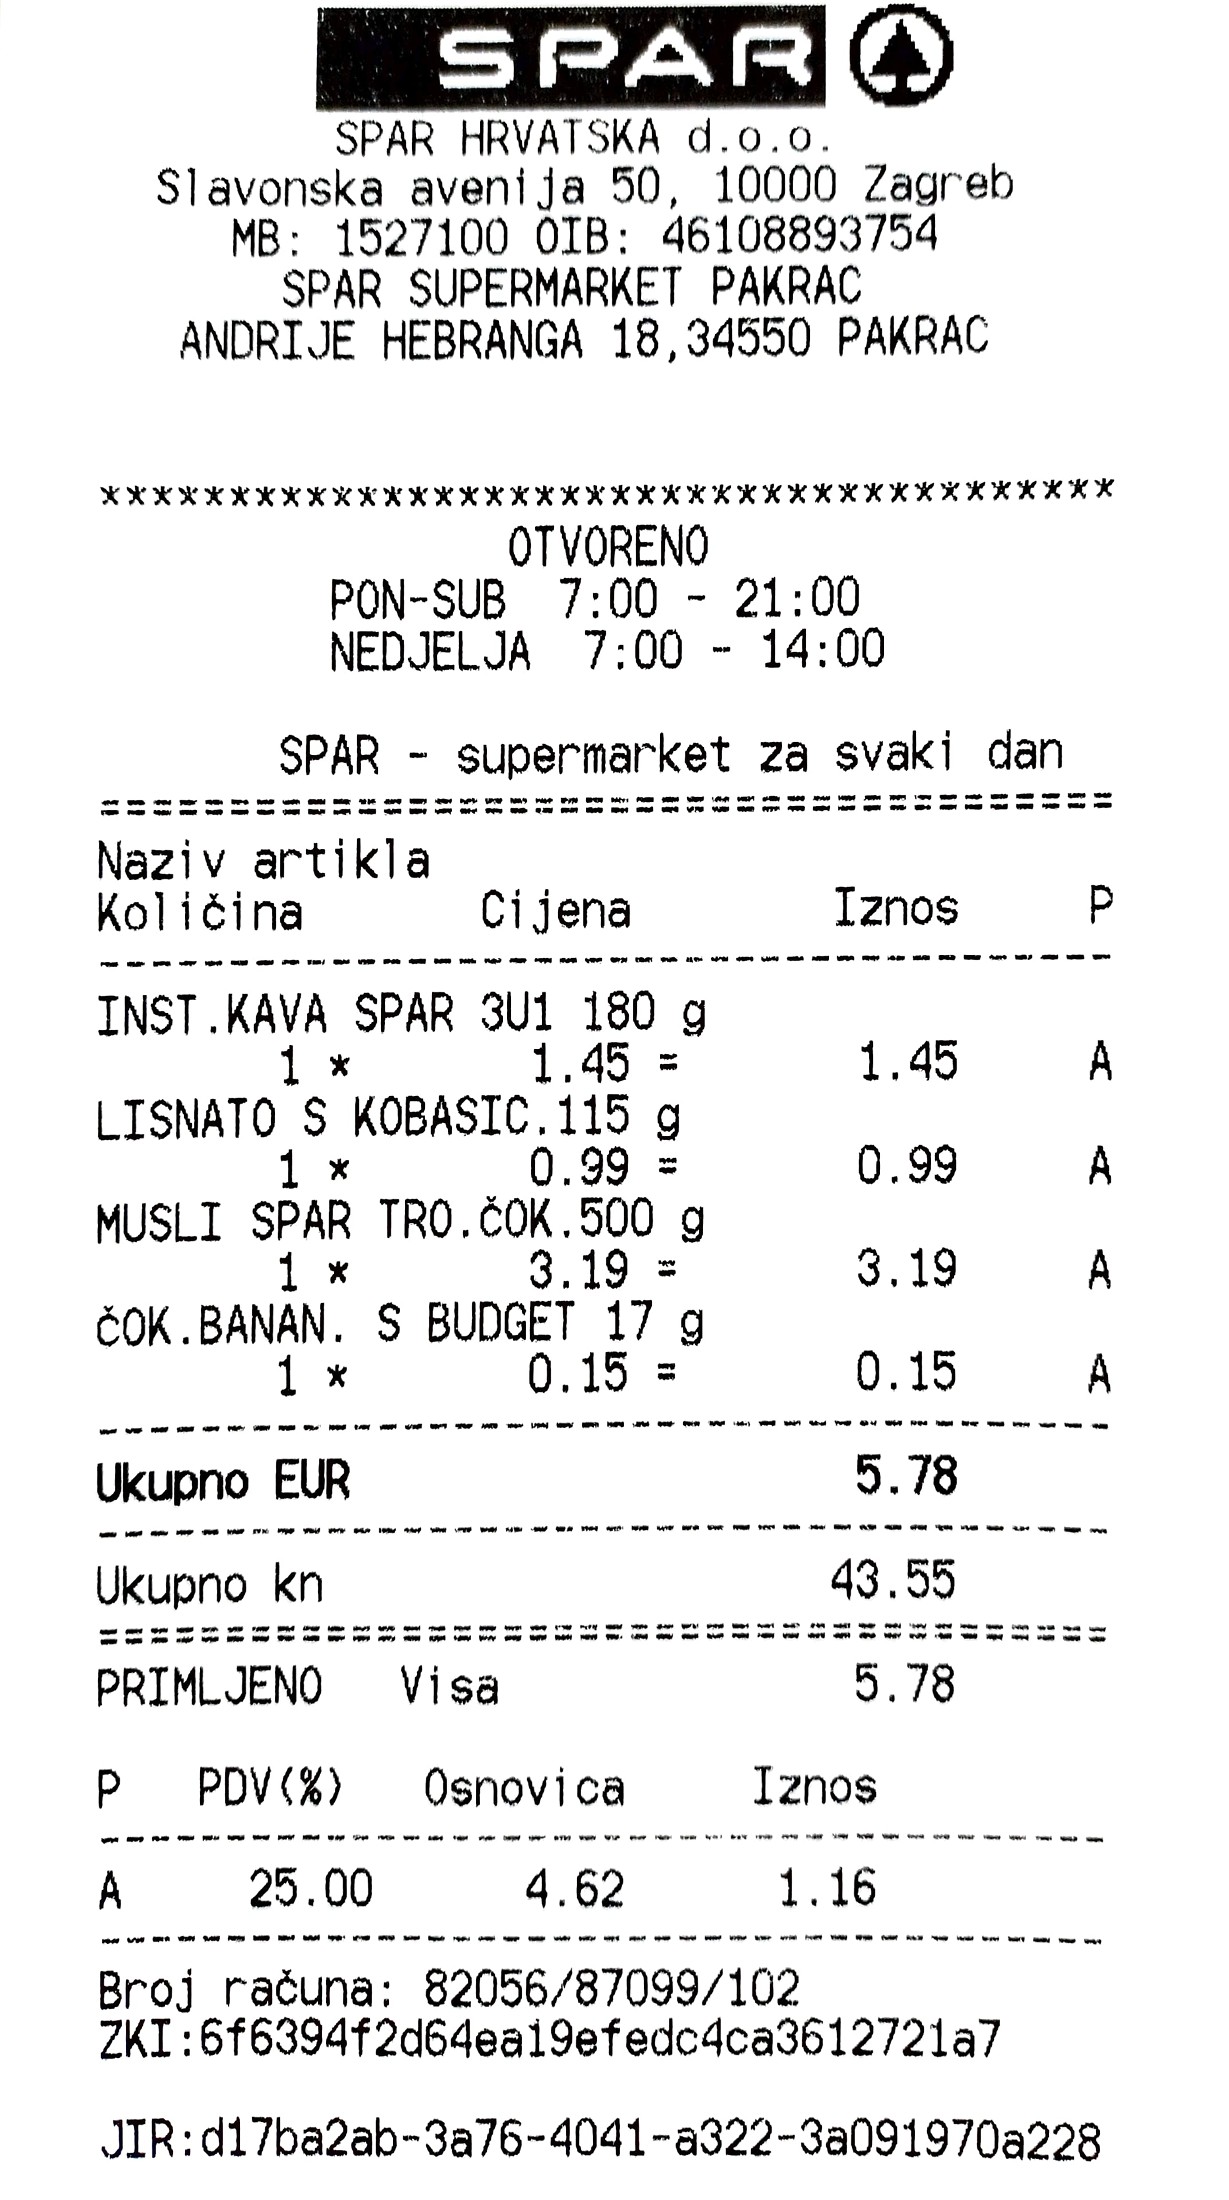 SPAR
SPAR HRVATSKA d.o.o.
Slavonska avenija 50, 10000 Zagreb
MB: 1527100 OIB: 46108893754
SPAR SUPERMARKET PAKRAC
ANDRIJE HEBRANGA 18,34550 PAKRAC
****************************************
OTVORENO
PON-SUB 7:00 - 21:00
NEDJELJA 7:00 - 14:00
SPAR - supermarket za svaki dan
========================================
Naziv artikla
Količina Cijena Iznos P
----------------------------------------
INST.KAVA SPAR 3U1 180 g
1 * 1.45 = 1.45 A
LISNATO S KOBASIC.115 g
1 * 0.99 = 0.99 A
MUSLI SPAR TRO.ČOK.500 g
1 * 3.19 = 3.19 A
ČOK.BANAN. S BUDGET 17 g
1 * 0.15 = 0.15 A
----------------------------------------
Ukupno EUR 5.78
----------------------------------------
Ukupno kn 43.55
========================================
PRIMLJENO Visa 5.78
P PDV(%) Osnovica Iznos
----------------------------------------
A 25.00 4.62 1.16
----------------------------------------
Broj računa: 82056/87099/102
ZKI:6f6394f2d64ea19efedc4ca3612721a7
JIR:d17ba2ab-3a76-4041-a322-3a091970a228